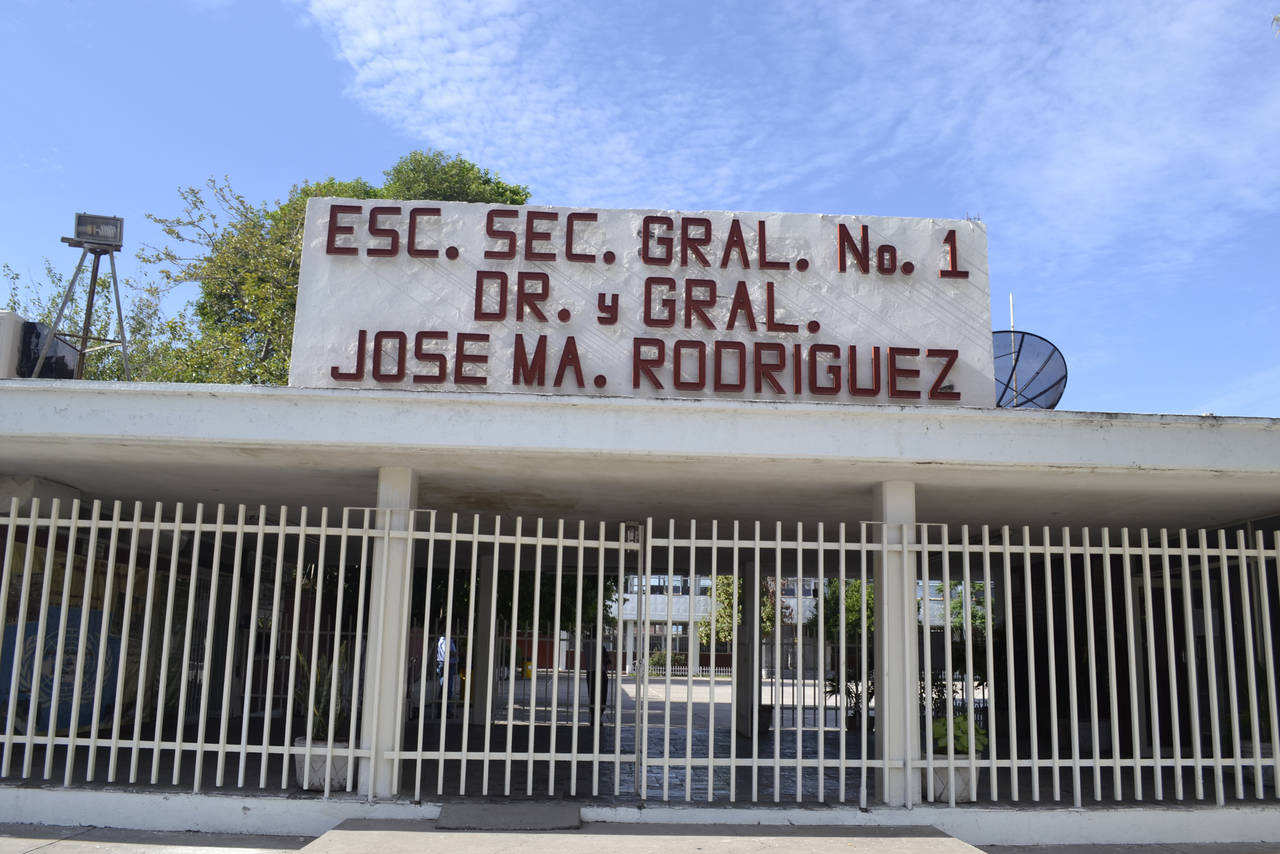 ESC. SEC. GRAL. No. 1
DR. y GRAL.
JOSE MA. RODRIGUEZ